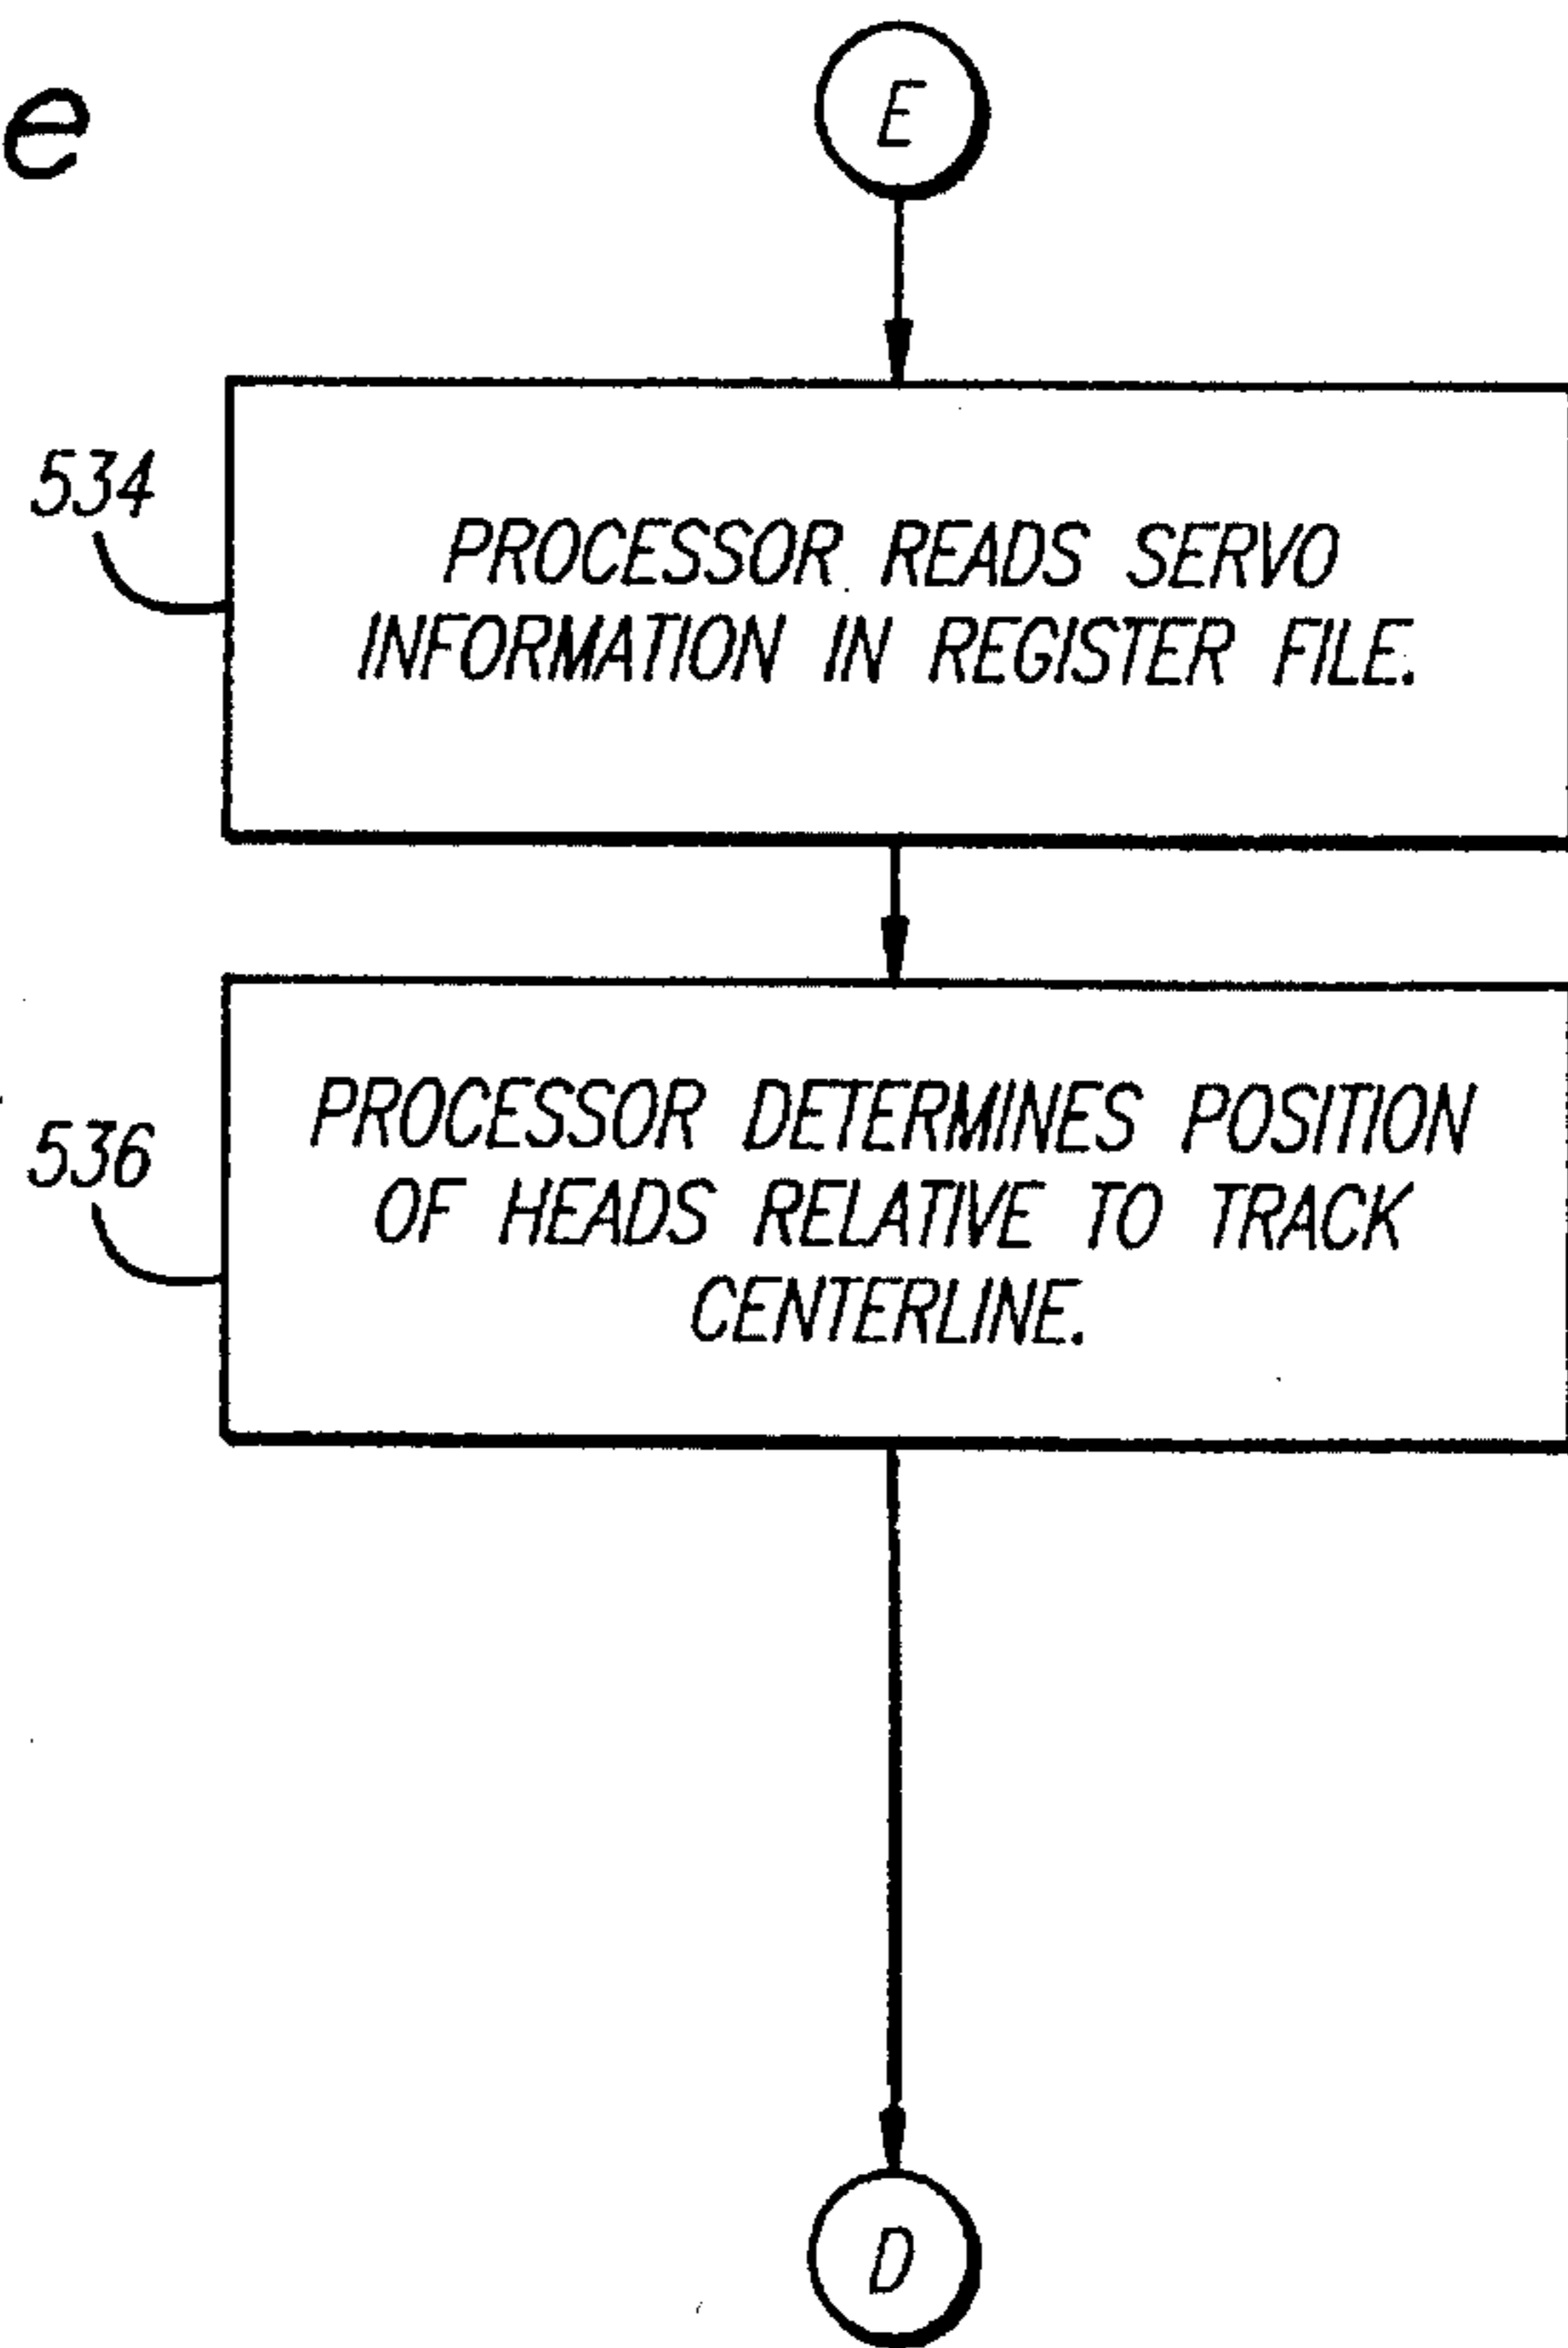 e
E
534
PROCESSOR READS SERVO
INFORMATION IN REGISTER FILE.
536
PROCESSOR DETERMINES POSITION
OF HEADS RELATIVE TO TRACK
CENTERLINE.
D